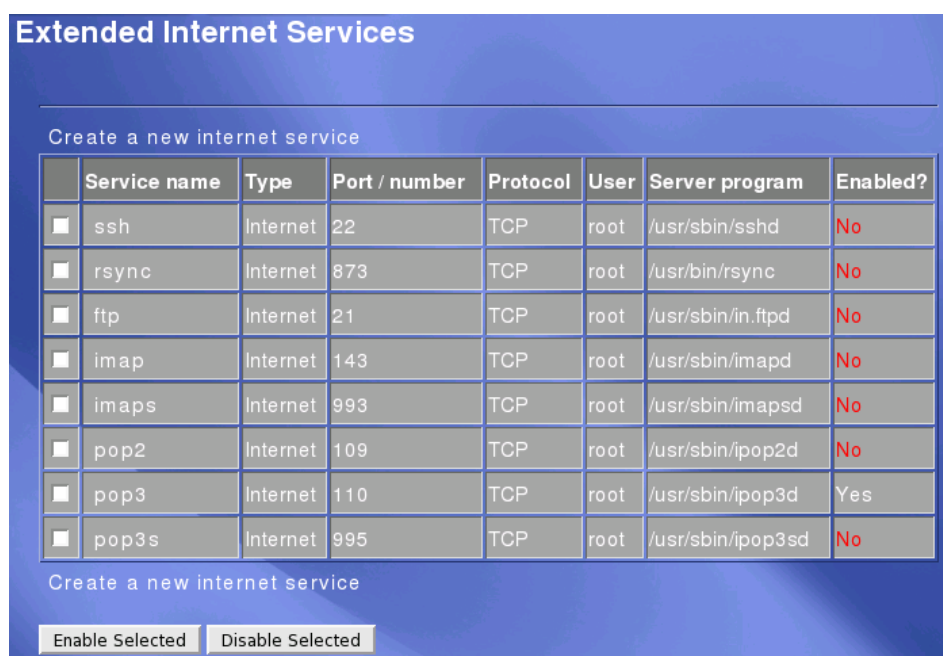 Extended Internet Services
Create a new internet service
Service name Type Port / number Protocol User Server program Enabled?
ssh Internet 22 TCP root /usr/sbin/sshd No
rsync Internet 873 TCP root /usr/bin/rsync No
ftp Internet 21 TCP root /usr/sbin/in.ftpd No
imap Internet 143 TCP root /usr/sbin/imapd No
imaps Internet 993 TCP root /usr/sbin/imapsd No
pop2 Internet 109 TCP root /usr/sbin/ipop2d No
pop3 Internet 110 TCP root /usr/sbin/ipop3d Yes
pop3s Internet 995 TCP root /usr/sbin/ipop3sd No
Create a new internet service
Enable Selected Disable Selected